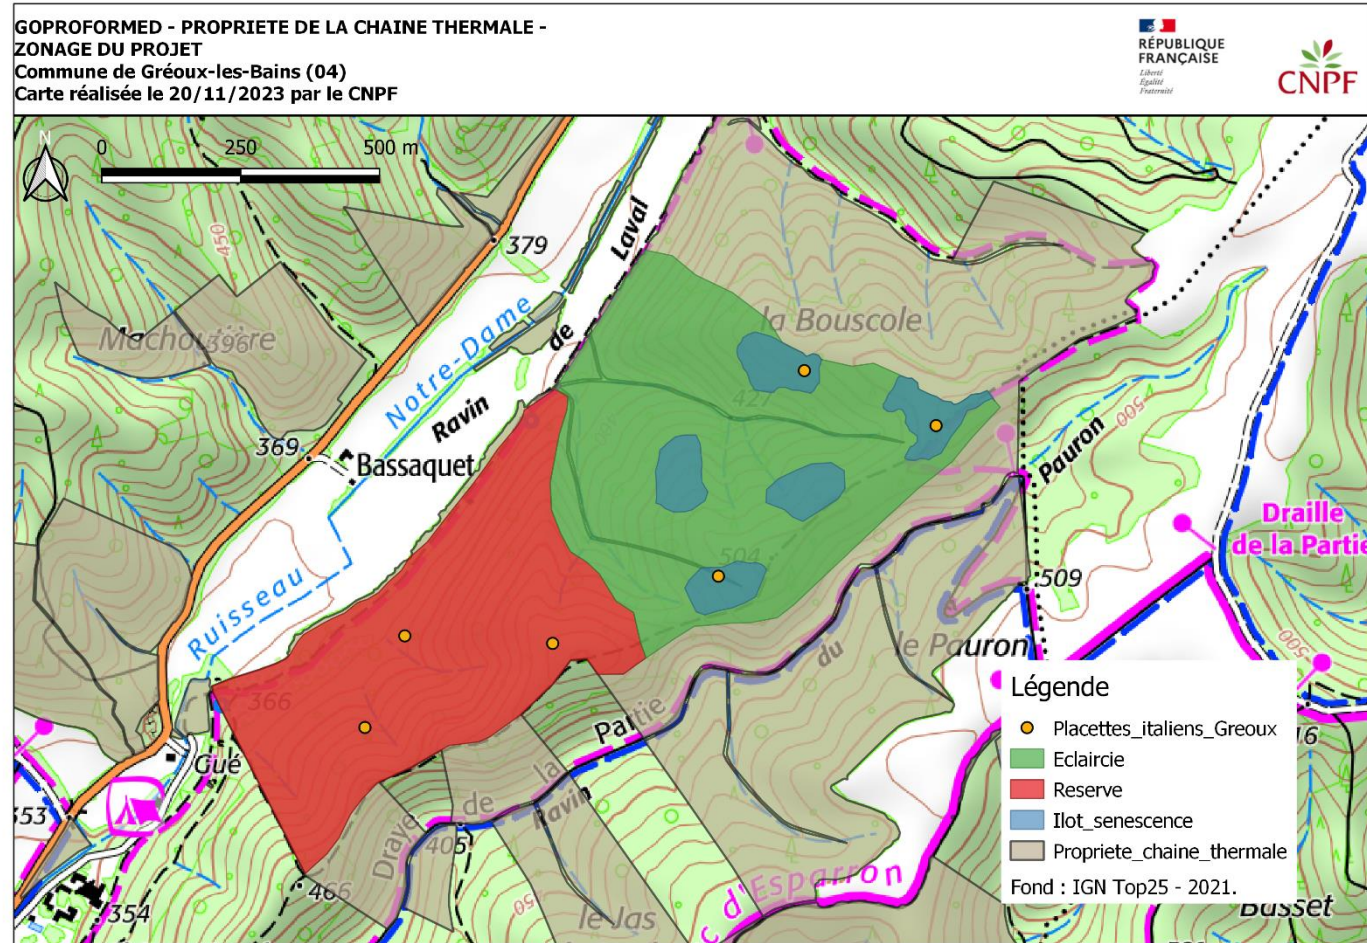 GOPROFORMED - PROPRIETE DE LA CHAINE THERMALE -
ZONAGE DU PROJET
Commune de Gréoux-les-Bains (04)
Carte réalisée le 20/11/2023 par le CNPF
RÉPUBLIQUE
FRANÇAISE
Liberté
Égalité
Fraternité
CNPF
N
0 250 500 m
450
379
Laval
de
Ravin
Notre-Dame
la Bouscole
396
427
369
Bassaquet
500
Pauron
Draille
de la Partie
Ruisseau
504
509
le Pauron
500
du
366
Partie
la
Ravin
de
Draye
Gué
353
405
466
354
50
le Jas
d'Esparron
c
16
Basset
Légende
Placettes_italiens_Greoux
Eclaircie
Reserve
Ilot_senescence
Propriete_chaine_thermale
Fond : IGN Top25 - 2021.